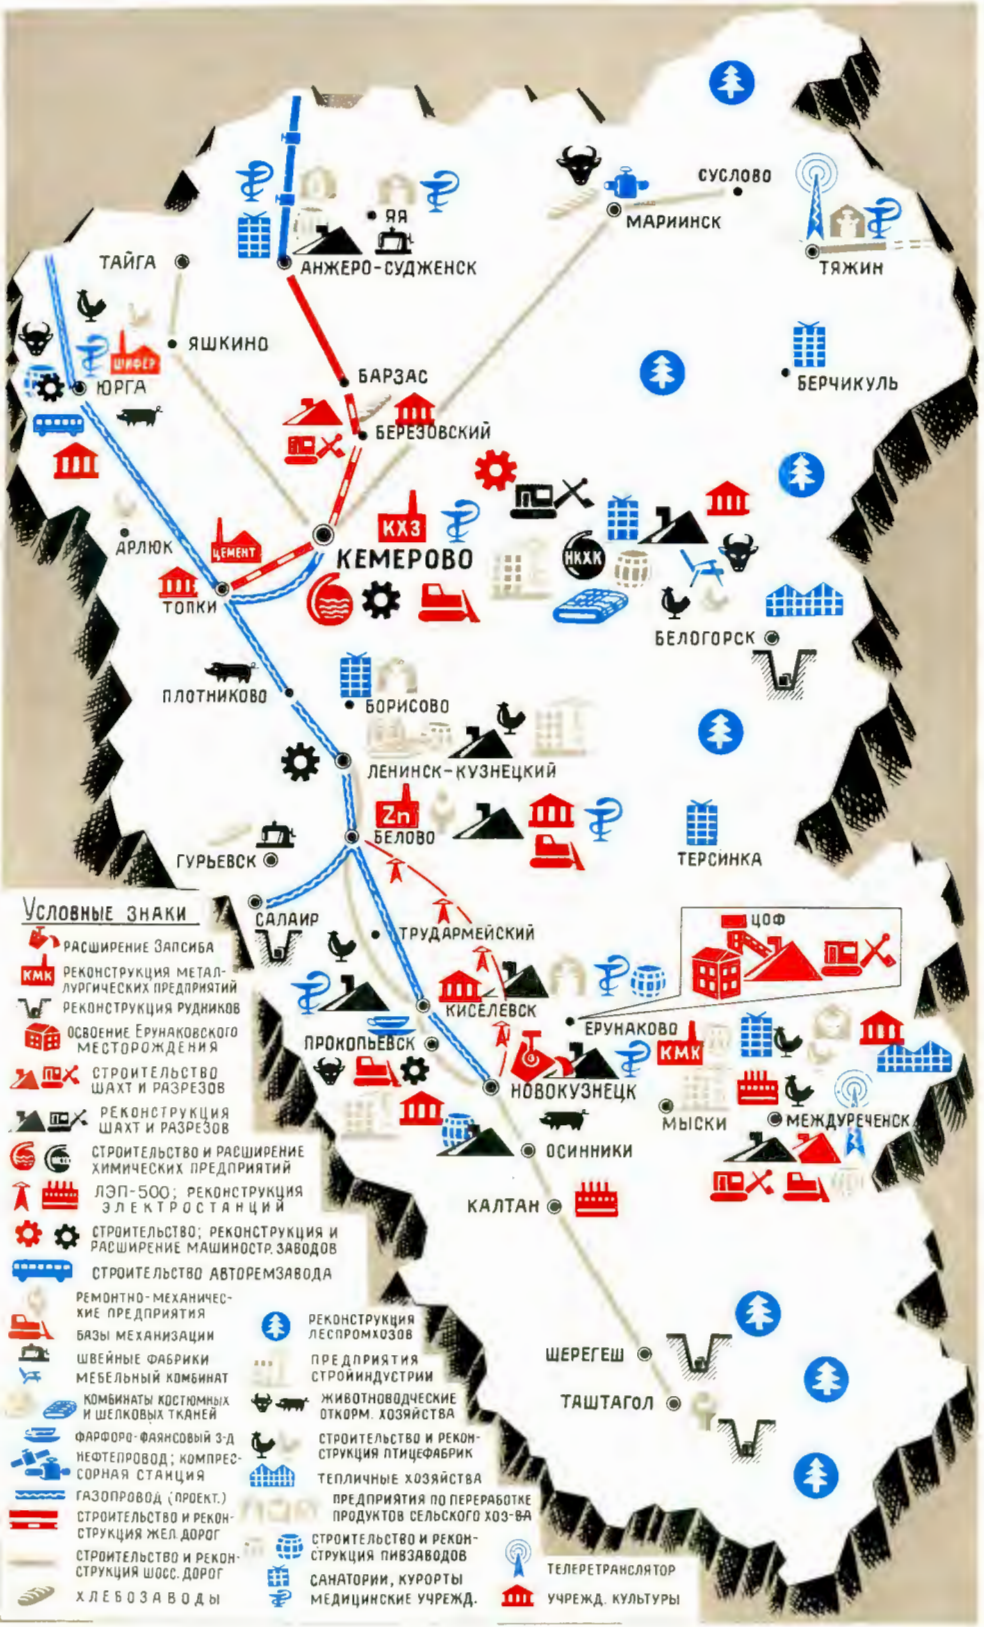 СУСЛОВО
ЯЯ
МАРИИНСК
ТАЙГА
АНЖЕРО-СУДЖЕНСК
ТЯЖИН
ЯШКИНО
ШИФЕР
ЮРГА
БАРЗАС
БЕРЧИКУЛЬ
БЕРЕЗОВСКИЙ
КХЗ
АРЛЮК
ЦЕМЕНТ
КЕМЕРОВО
НКХК
ТОПКИ
БЕЛОГОРСК
ПЛОТНИКОВО
БОРИСОВО
ЛЕНИНСК-КУЗНЕЦКИЙ
Zn
БЕЛОВО
ГУРЬЕВСК
ТЕРСИНКА
САЛАИР
ТРУДАРМЕЙСКИЙ
ЦОФ
КИСЕЛЁВСК
ЕРУНАКОВО
ПРОКОПЬЕВСК
КМК
НОВОКУЗНЕЦК
МЫСКИ
МЕЖДУРЕЧЕНСК
ОСИННИКИ
КАЛТАН
ШЕРЕГЕШ
ТАШТАГОЛ
УСЛОВНЫЕ ЗНАКИ
РАСШИРЕНИЕ ЗАПСИБА
КМК
РЕКОНСТРУКЦИЯ МЕТАЛ-
ЛУРГИЧЕСКИХ ПРЕДПРИЯТИЙ
РЕКОНСТРУКЦИЯ РУДНИКОВ
ОСВОЕНИЕ ЕРУНАКОВСКОГО
МЕСТОРОЖДЕНИЯ
СТРОИТЕЛЬСТВО
ШАХТ И РАЗРЕЗОВ
РЕКОНСТРУКЦИЯ
ШАХТ И РАЗРЕЗОВ
СТРОИТЕЛЬСТВО И РАСШИРЕНИЕ
ХИМИЧЕСКИХ ПРЕДПРИЯТИЙ
ЛЭП-500; РЕКОНСТРУКЦИЯ
ЭЛЕКТРОСТАНЦИЙ
СТРОИТЕЛЬСТВО; РЕКОНСТРУКЦИЯ И
РАСШИРЕНИЕ МАШИНОСТР. ЗАВОДОВ
СТРОИТЕЛЬСТВО АВТОРЕМЗАВОДА
РЕМОНТНО-МЕХАНИЧЕС-
КИЕ ПРЕДПРИЯТИЯ
БАЗЫ МЕХАНИЗАЦИИ
ШВЕЙНЫЕ ФАБРИКИ
МЕБЕЛЬНЫЙ КОМБИНАТ
КОМБИНАТЫ КОСТЮМНЫХ
И ШЕЛКОВЫХ ТКАНЕЙ
ФАРФОРО-ФАЯНСОВЫЙ З-Д
НЕФТЕПРОВОД; КОМПРЕС-
СОРНАЯ СТАНЦИЯ
ГАЗОПРОВОД (ПРОЕКТ.)
СТРОИТЕЛЬСТВО И РЕКОН-
СТРУКЦИЯ ЖЕЛ. ДОРОГ
СТРОИТЕЛЬСТВО И РЕКОН-
СТРУКЦИЯ ШОСС. ДОРОГ
ХЛЕБОЗАВОДЫ
РЕКОНСТРУКЦИЯ
ЛЕСПРОМХОЗОВ
ПРЕДПРИЯТИЯ
СТРОЙИНДУСТРИИ
ЖИВОТНОВОДЧЕСКИЕ
ОТКОРМ. ХОЗЯЙСТВА
СТРОИТЕЛЬСТВО И РЕКОН-
СТРУКЦИЯ ПТИЦЕФАБРИК
ТЕПЛИЧНЫЕ ХОЗЯЙСТВА
ПРЕДПРИЯТИЯ ПО ПЕРЕРАБОТКЕ
ПРОДУКТОВ СЕЛЬСКОГО ХОЗ-ВА
СТРОИТЕЛЬСТВО И РЕКОН-
СТРУКЦИЯ ПИВЗАВОДОВ
САНАТОРИИ, КУРОРТЫ
МЕДИЦИНСКИЕ УЧРЕЖД.
ТЕЛЕРЕТРАНСЛЯТОР
УЧРЕЖД. КУЛЬТУРЫ